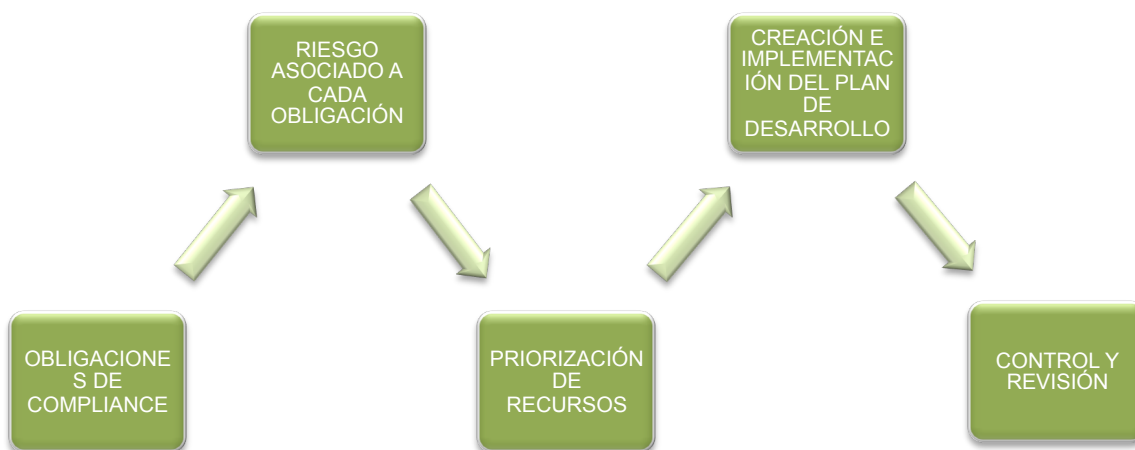 OBLIGACIONE
S DE
COMPLIANCE
RIESGO
ASOCIADO A
CADA
OBLIGACIÓN
PRIORIZACIÓN
DE
RECURSOS
CREACIÓN E
IMPLEMENTAC
IÓN DEL PLAN
DE
DESARROLLO
CONTROL Y
REVISIÓN